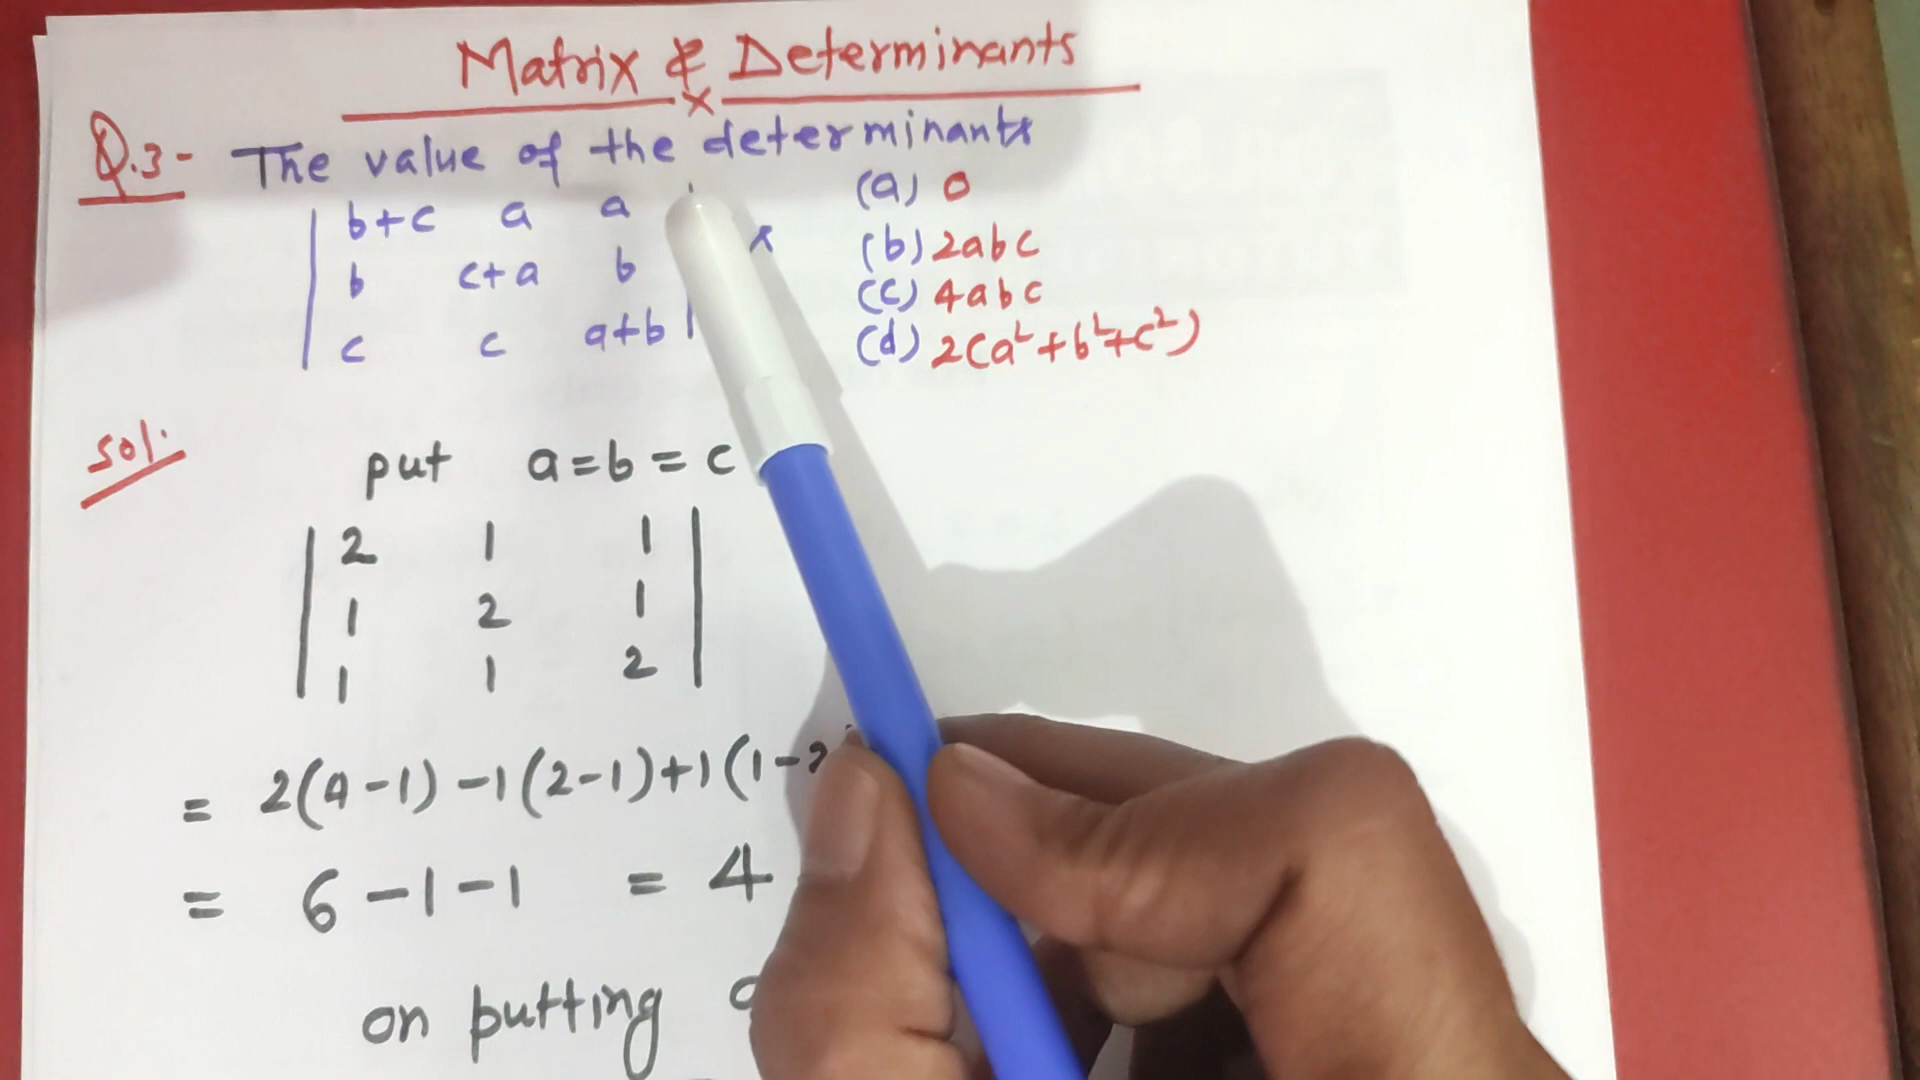 Matrix & Determinants
x
Q.3- The value of the determinants
b+c a a
(a) 0
b c+a b
(b) 2abc
c c a+b
(c) 4abc
(d) 2(a²+b²+c²)
Sol.
put a=b=c
2 1 1
1 2 1
1 1 2
= 2(4-1)-1(2-1)+1(1-2
= 6-1-1 = 4
on putting